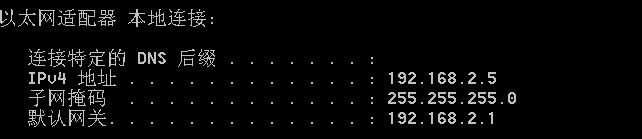 以太网适配器 本地连接:
连接特定的 DNS 后缀 . . . . . . . :
IPv4 地址 . . . . . . . . . . . . : 192.168.2.5
子网掩码 . . . . . . . . . . . . : 255.255.255.0
默认网关. . . . . . . . . . . . . : 192.168.2.1